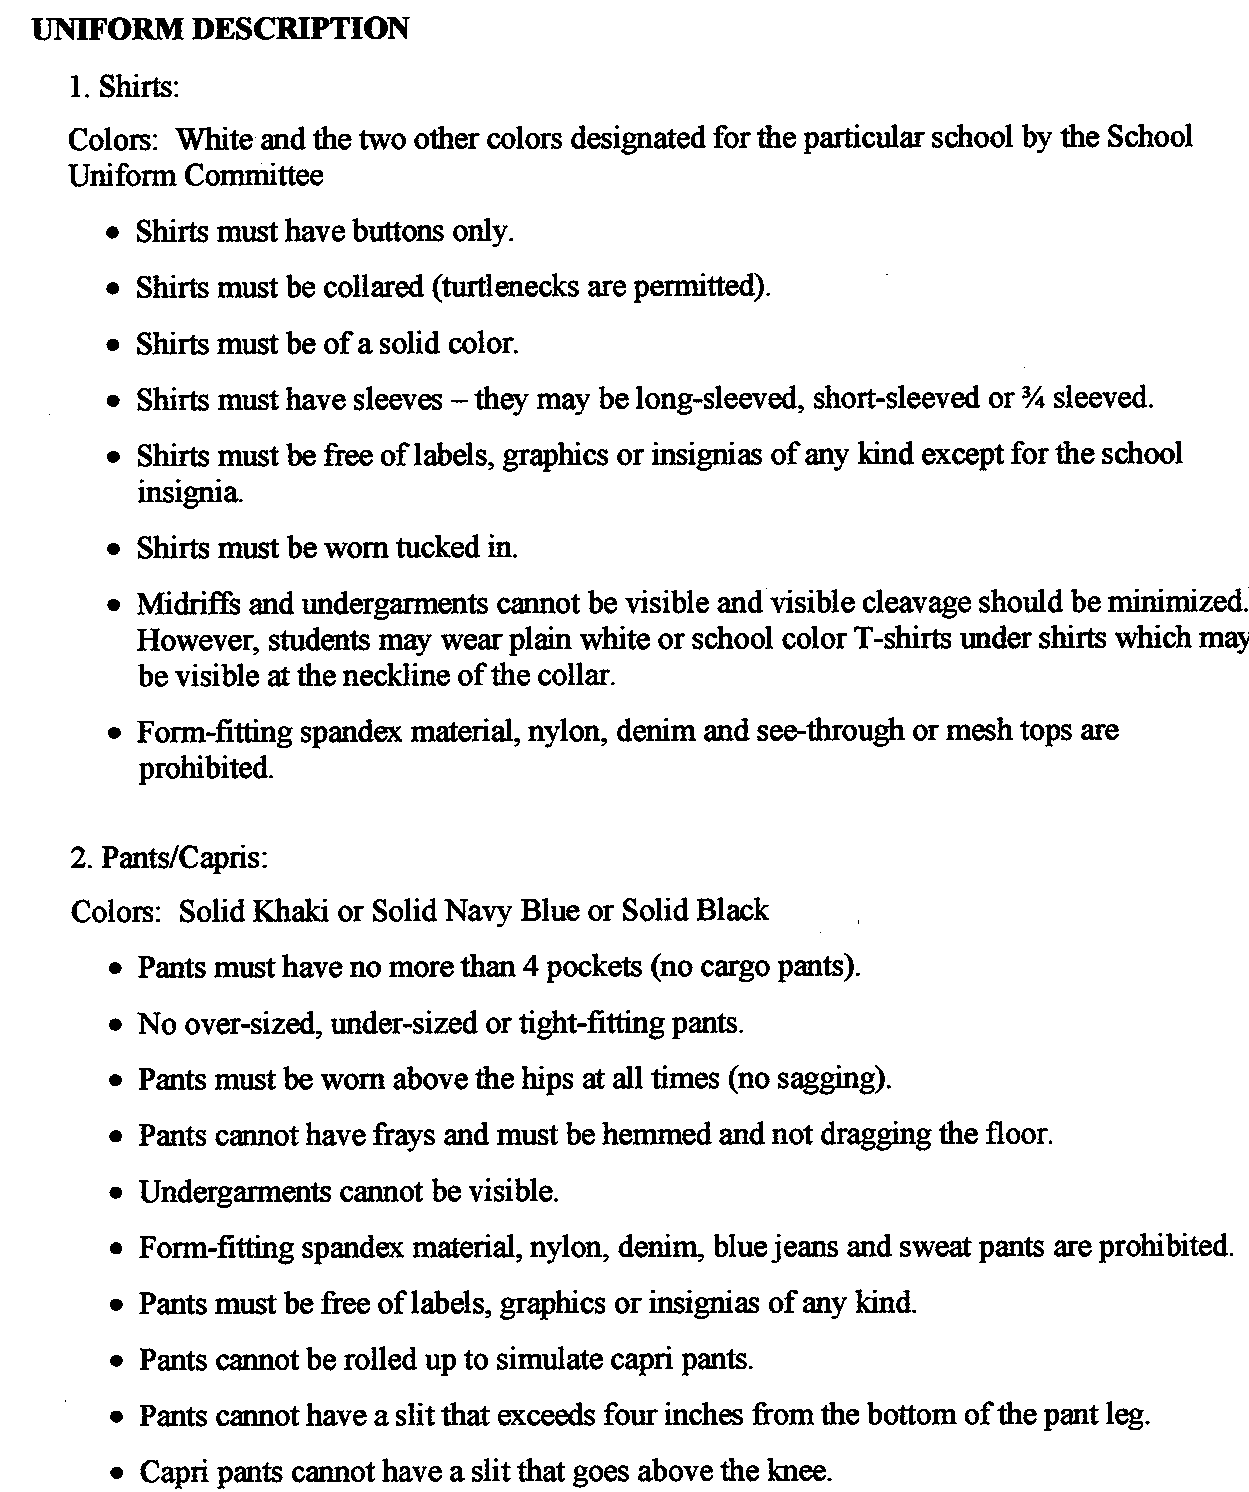 UNIFORM DESCRIPTION
1. Shirts:
Colors: White and the two other colors designated for the particular school by the School
Uniform Committee
• Shirts must have buttons only.
• Shirts must be collared (turtlenecks are permitted).
• Shirts must be of a solid color.
• Shirts must have sleeves – they may be long-sleeved, short-sleeved or ¾ sleeved.
• Shirts must be free of labels, graphics or insignias of any kind except for the school
insignia.
• Shirts must be worn tucked in.
• Midriffs and undergarments cannot be visible and visible cleavage should be minimized.
However, students may wear plain white or school color T-shirts under shirts which may
be visible at the neckline of the collar.
• Form-fitting spandex material, nylon, denim and see-through or mesh tops are
prohibited.
2. Pants/Capris:
Colors: Solid Khaki or Solid Navy Blue or Solid Black
• Pants must have no more than 4 pockets (no cargo pants).
• No over-sized, under-sized or tight-fitting pants.
• Pants must be worn above the hips at all times (no sagging).
• Pants cannot have frays and must be hemmed and not dragging the floor.
• Undergarments cannot be visible.
• Form-fitting spandex material, nylon, denim, blue jeans and sweat pants are prohibited.
• Pants must be free of labels, graphics or insignias of any kind.
• Pants cannot be rolled up to simulate capri pants.
• Pants cannot have a slit that exceeds four inches from the bottom of the pant leg.
• Capri pants cannot have a slit that goes above the knee.